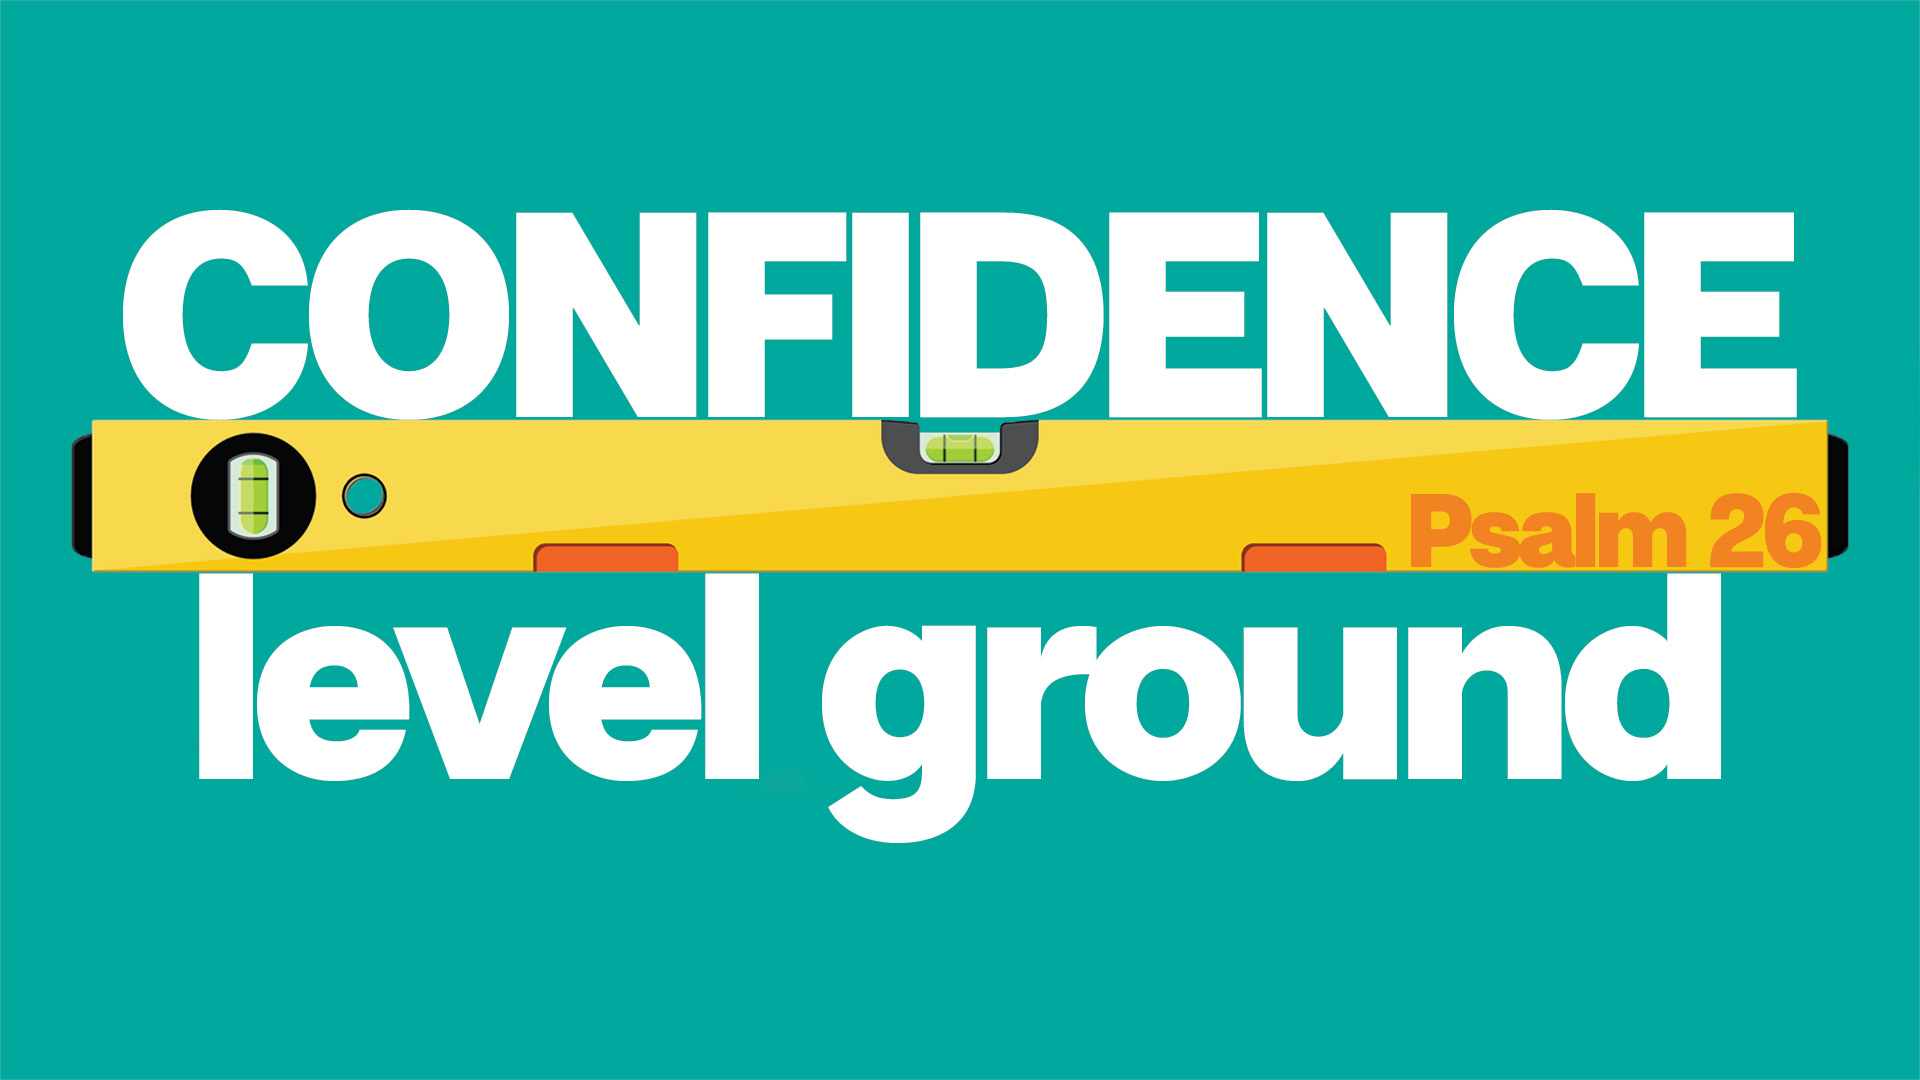 CONFIDENCE
Psalm 26
level ground